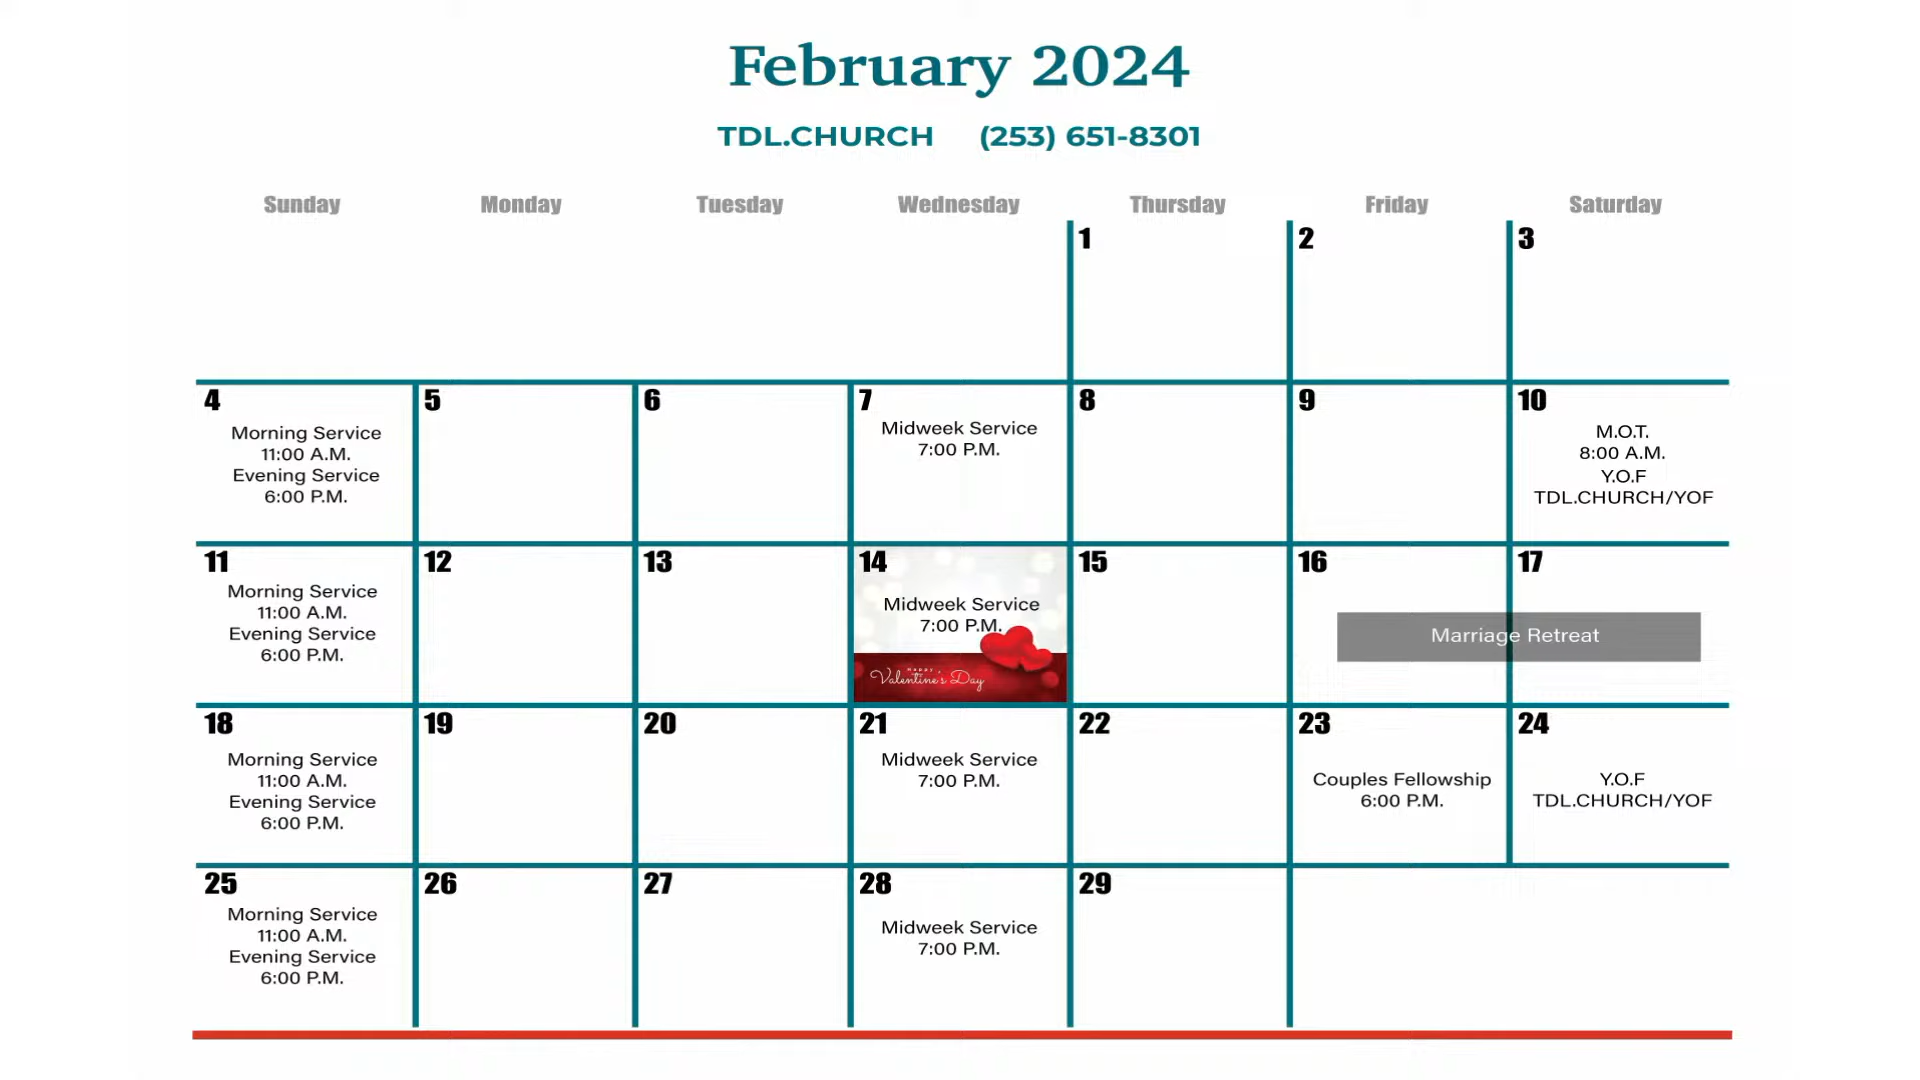 February 2024
TDL.CHURCH (253) 651-8301
Sunday Monday Tuesday Wednesday Thursday Friday Saturday
1 2 3
4
Morning Service
11:00 A.M.
Evening Service
6:00 P.M.
5
6
7
Midweek Service
7:00 P.M.
8
9
10
M.O.T.
8:00 A.M.
Y.O.F
TDL.CHURCH/YOF
11
Morning Service
11:00 A.M.
Evening Service
6:00 P.M.
12
13
14
Midweek Service
7:00 P.M.
Happy
Valentine's Day
15
16
17
Marriage Retreat
18
Morning Service
11:00 A.M.
Evening Service
6:00 P.M.
19
20
21
Midweek Service
7:00 P.M.
22
23
Couples Fellowship
6:00 P.M.
24
Y.O.F
TDL.CHURCH/YOF
25
Morning Service
11:00 A.M.
Evening Service
6:00 P.M.
26
27
28
Midweek Service
7:00 P.M.
29